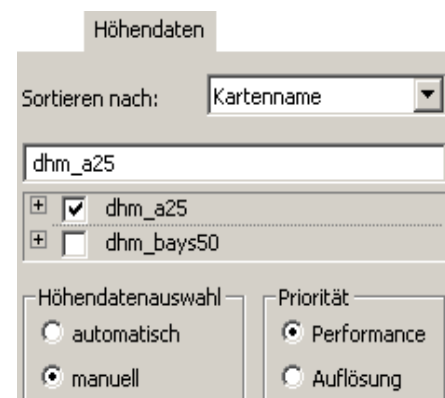 Höhendaten
Sortieren nach: Kartenname
dhm_a25
dhm_a25
dhm_bays50
Höhendatenauswahl Priorität
automatisch Performance
manuell Auflösung